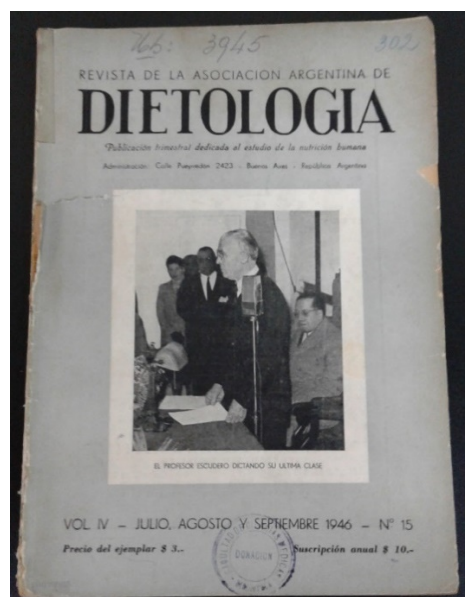 Ub: 3945
302
REVISTA DE LA ASOCIACION ARGENTINA DE
DIETOLOGIA
Publicación trimestral dedicada al estudio de la nutrición humana
Administración: Calle Pueyrredón 2423 - Buenos Aires - República Argentina
EL PROFESOR ESCUDERO DICTANDO SU ULTIMA CLASE
VOL. IV - JULIO, AGOSTO Y SEPTIEMBRE 1946 - Nº 15
Precio del ejemplar $ 3.-
Suscripción anual $ 10.-
DONACION